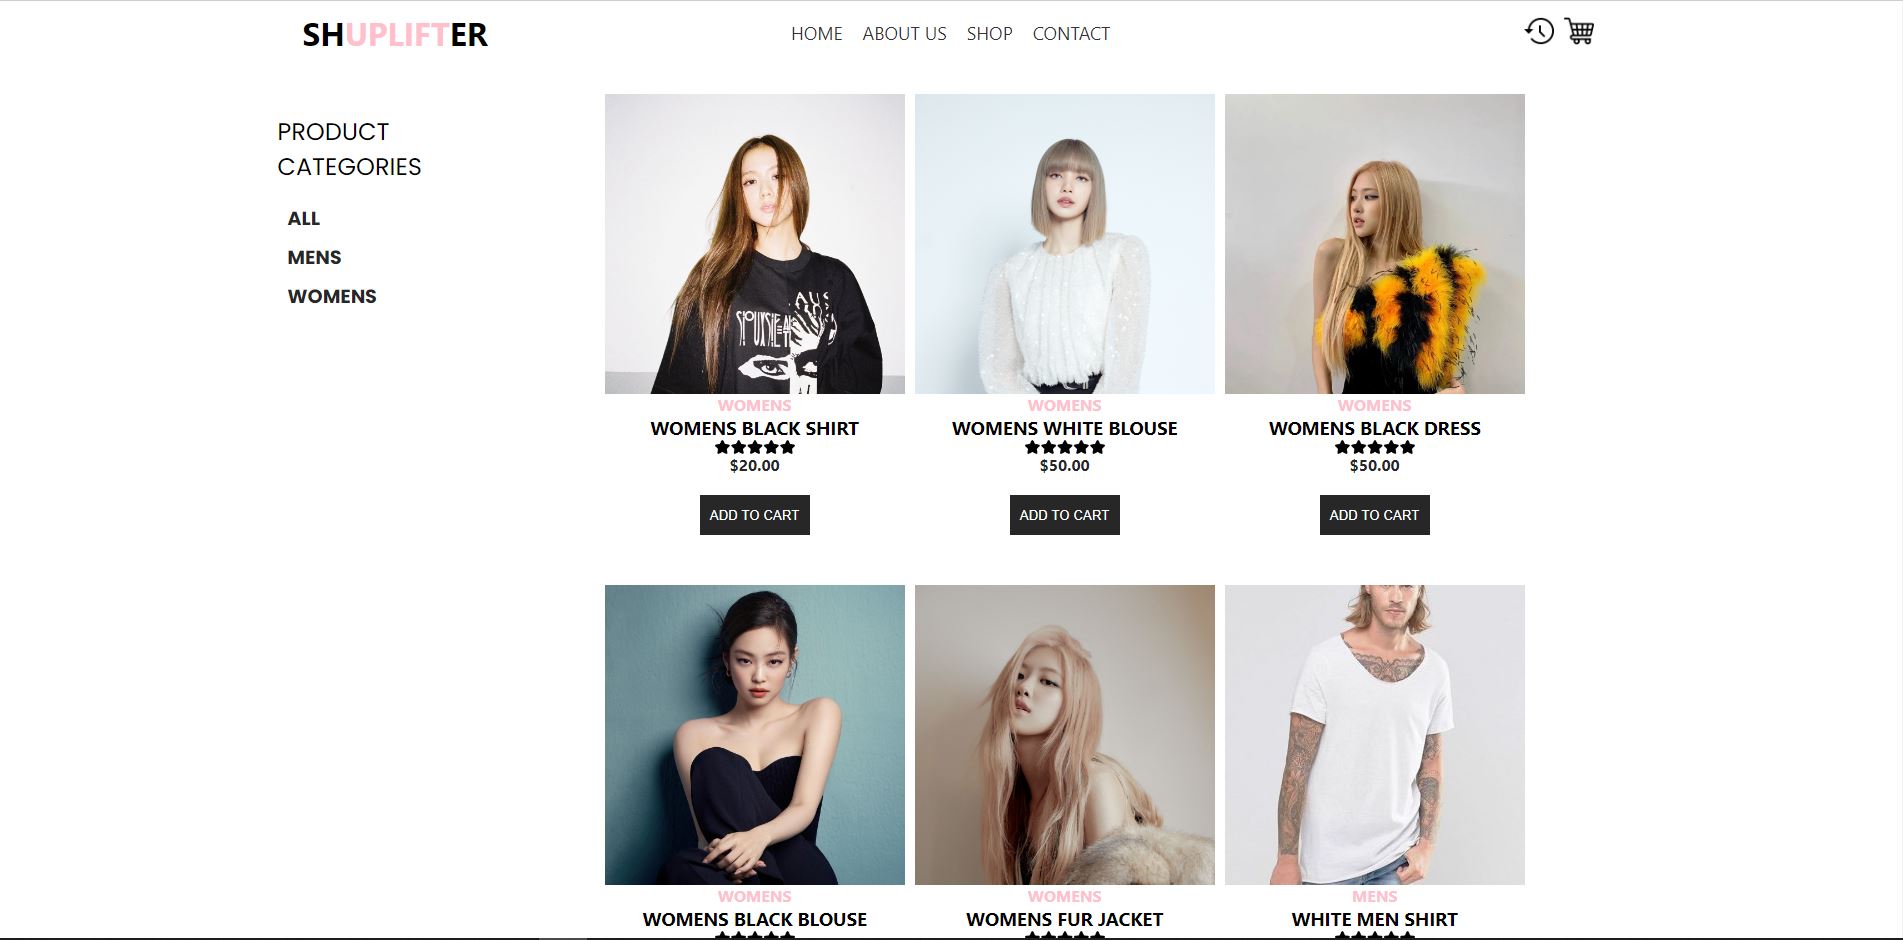 SHUPLIFTER
HOME ABOUT US SHOP CONTACT
PRODUCT
CATEGORIES
ALL
MENS
WOMENS
WOMENS
WOMENS BLACK SHIRT
$20.00
ADD TO CART
WOMENS
WOMENS WHITE BLOUSE
$50.00
ADD TO CART
WOMENS
WOMENS BLACK DRESS
$50.00
ADD TO CART
WOMENS
WOMENS BLACK BLOUSE
WOMENS
WOMENS FUR JACKET
MENS
WHITE MEN SHIRT